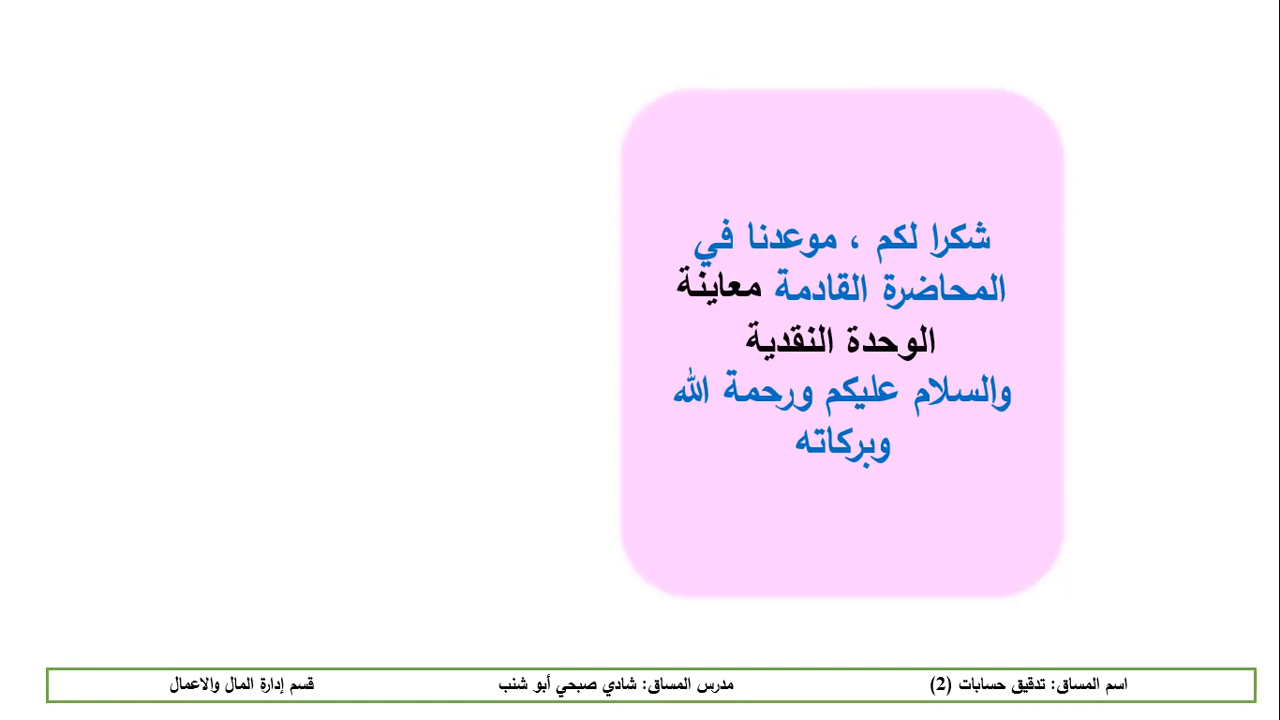 شكرا لكم ، موعدنا في
المحاضرة القادمة معاينة
الوحدة النقدية
والسلام عليكم ورحمة الله
وبركاته
اسم المساق: تدقيق حسابات (2)
مدرس المساق: شادي صبحي أبو شنب
قسم إدارة المال والاعمال